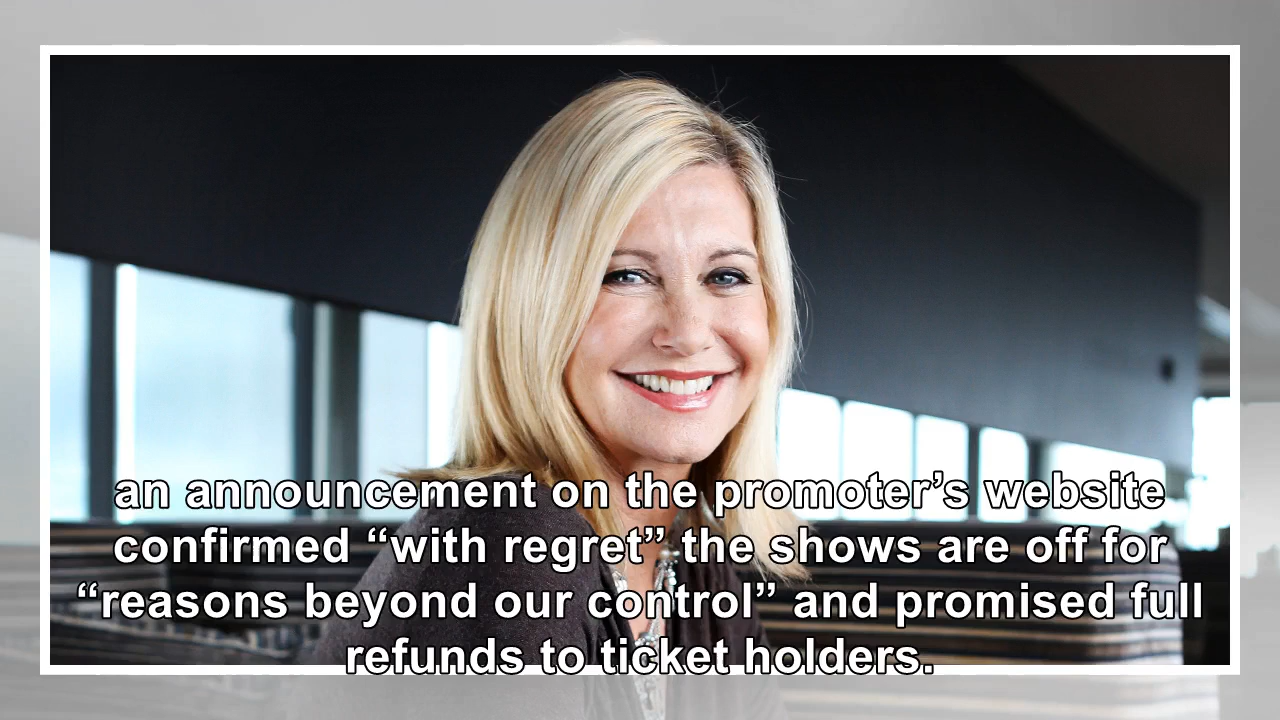 an announcement on the promoter’s website
confirmed “with regret” the shows are off for
“reasons beyond our control” and promised full
refunds to ticket holders.